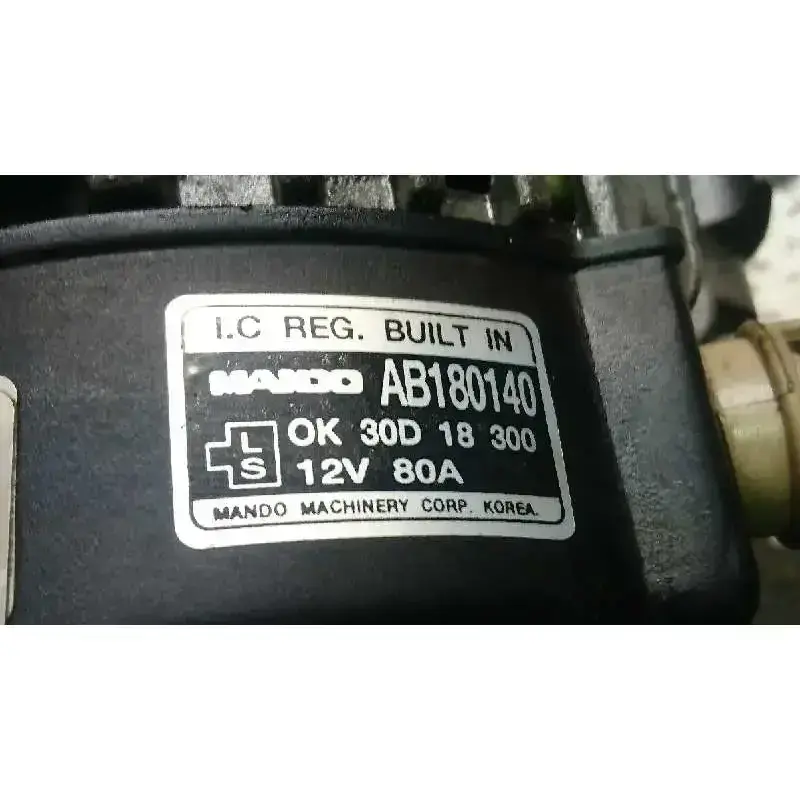 I.C REG. BUILT IN
MANDO AB180140
L
OK 30D 18 300
S
12V 80A
MANDO MACHINERY CORP. KOREA.